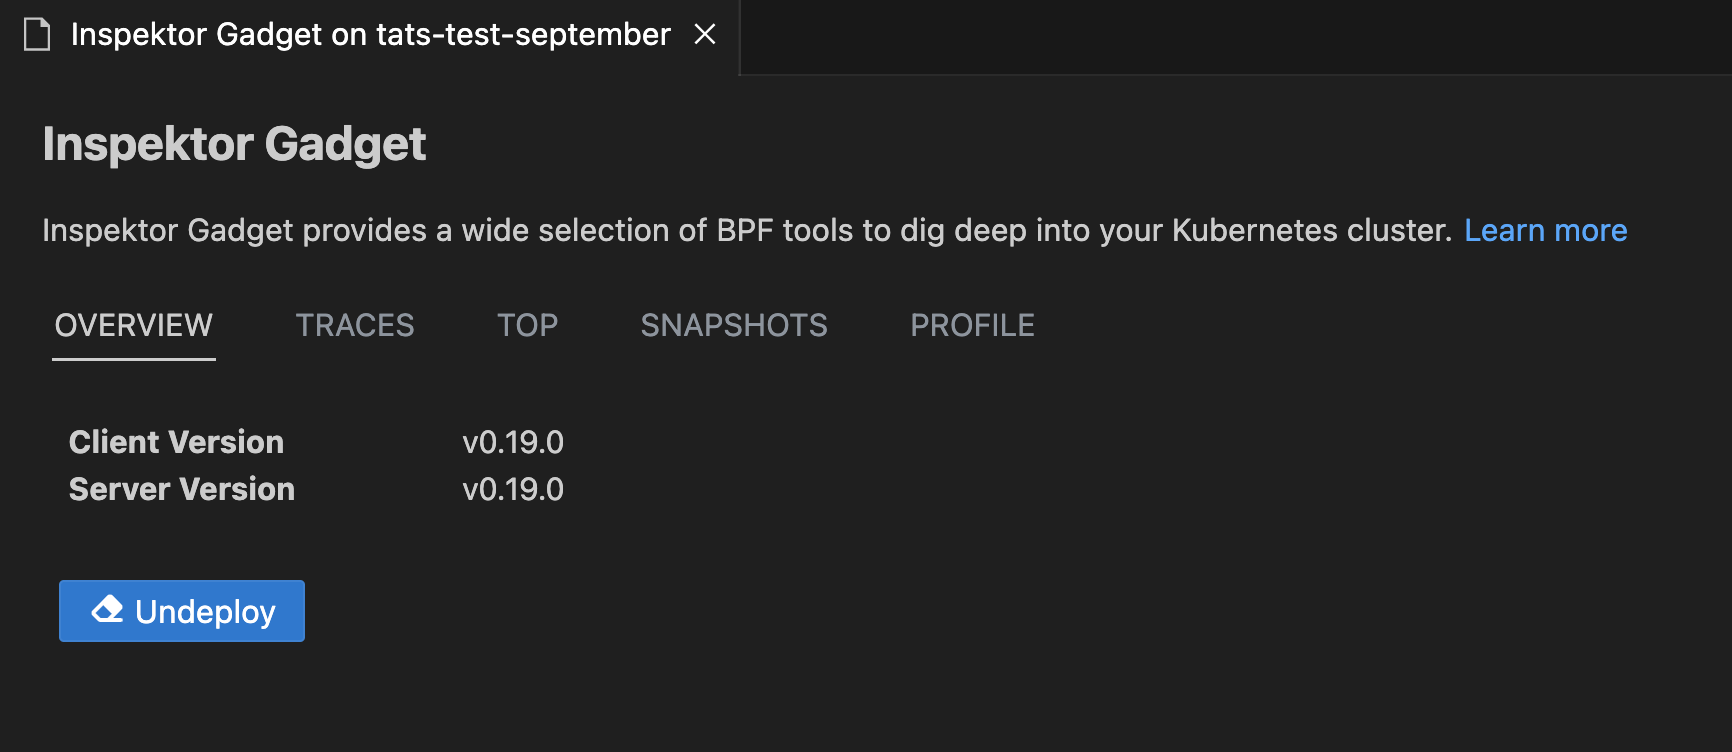 Inspektor Gadget on tats-test-september
Inspektor Gadget
Inspektor Gadget provides a wide selection of BPF tools to dig deep into your Kubernetes cluster. Learn more
OVERVIEW TRACES TOP SNAPSHOTS PROFILE
Client Version v0.19.0
Server Version v0.19.0
Undeploy